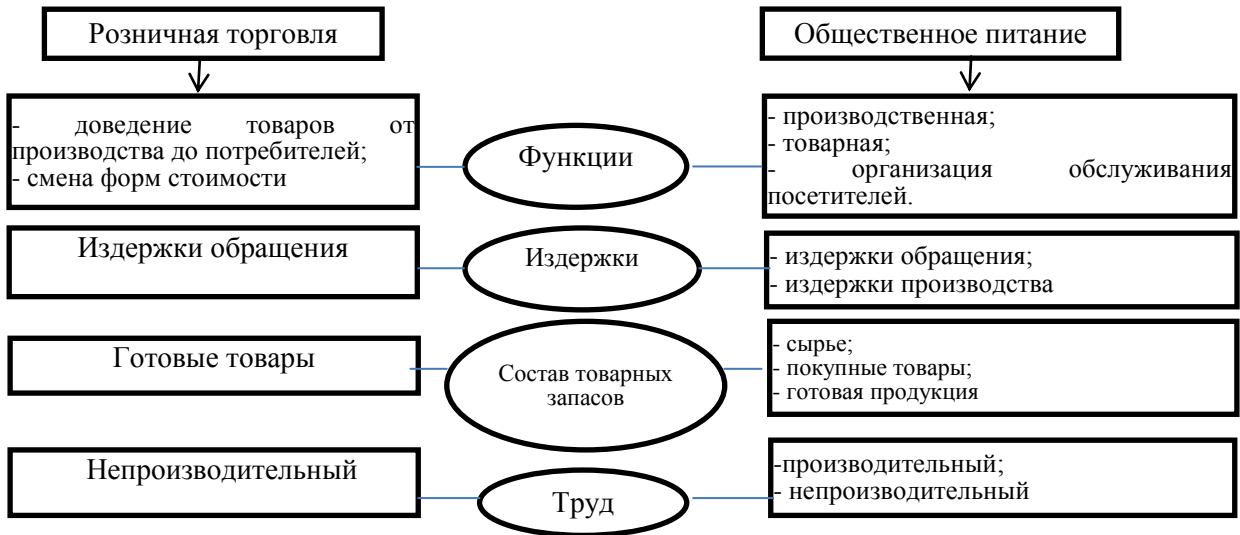 Розничная торговля
Общественное питание
- доведение товаров от
производства до потребителей;
- смена форм стоимости
Функции
- производственная;
- товарная;
- организация обслуживания
посетителей.
Издержки обращения
Издержки
- издержки обращения;
- издержки производства
Готовые товары
Состав товарных
запасов
- сырье;
- покупные товары;
- готовая продукция
Непроизводительный
Труд
-производительный;
- непроизводительный